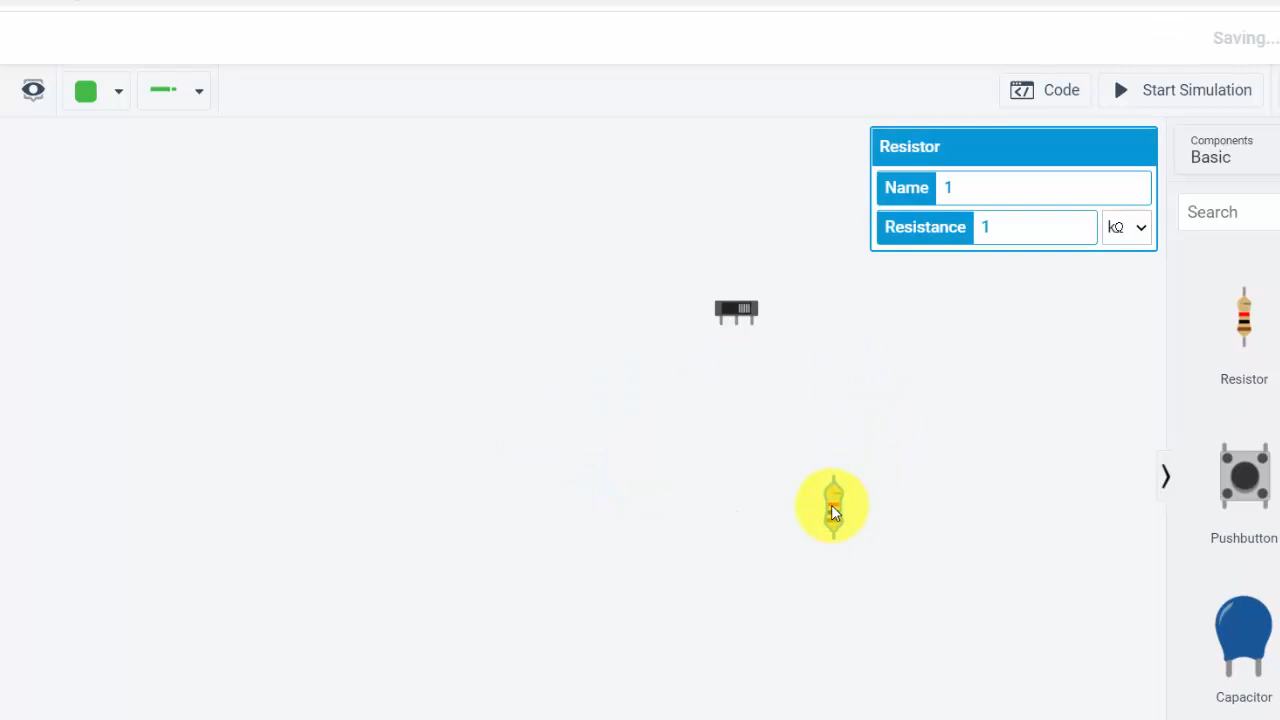 Saving...
Code
Start Simulation
Resistor
Name 1
Resistance 1 kΩ
Components
Basic
Search
Resistor
Pushbutton
Capacitor